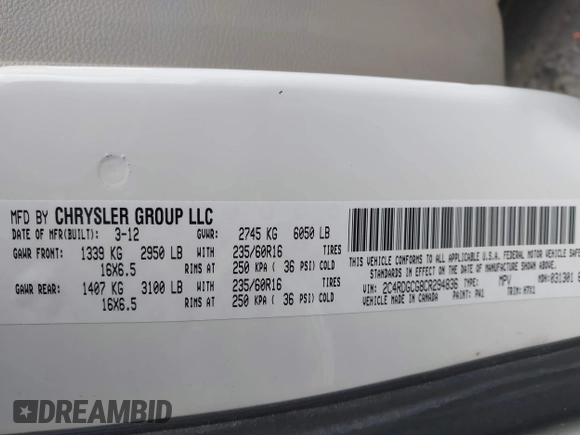 MFD BY CHRYSLER GROUP LLC
DATE OF MFR(BUILT): 3-12 GVWR: 2745 KG 6050 LB
GAWR FRONT: 1339 KG 2950 LB WITH 235/60R16 TIRES
16X6.5 RIMS AT 250 KPA ( 36 PSI) COLD
GAWR REAR: 1407 KG 3100 LB WITH 235/60R16 TIRES
16X6.5 RIMS AT 250 KPA ( 36 PSI) COLD
THIS VEHICLE CONFORMS TO ALL APPLICABLE U.S.A. FEDERAL MOTOR VEHICLE SAFE
STANDARDS IN EFFECT ON THE DATE OF MANUFACTURE SHOWN ABOVE.
VIN: 2C4RDGCG8CR294836 TYPE: MPV MDH:031301
MADE IN CANADA PAINT: PW1 TRIM:
DREAMBID